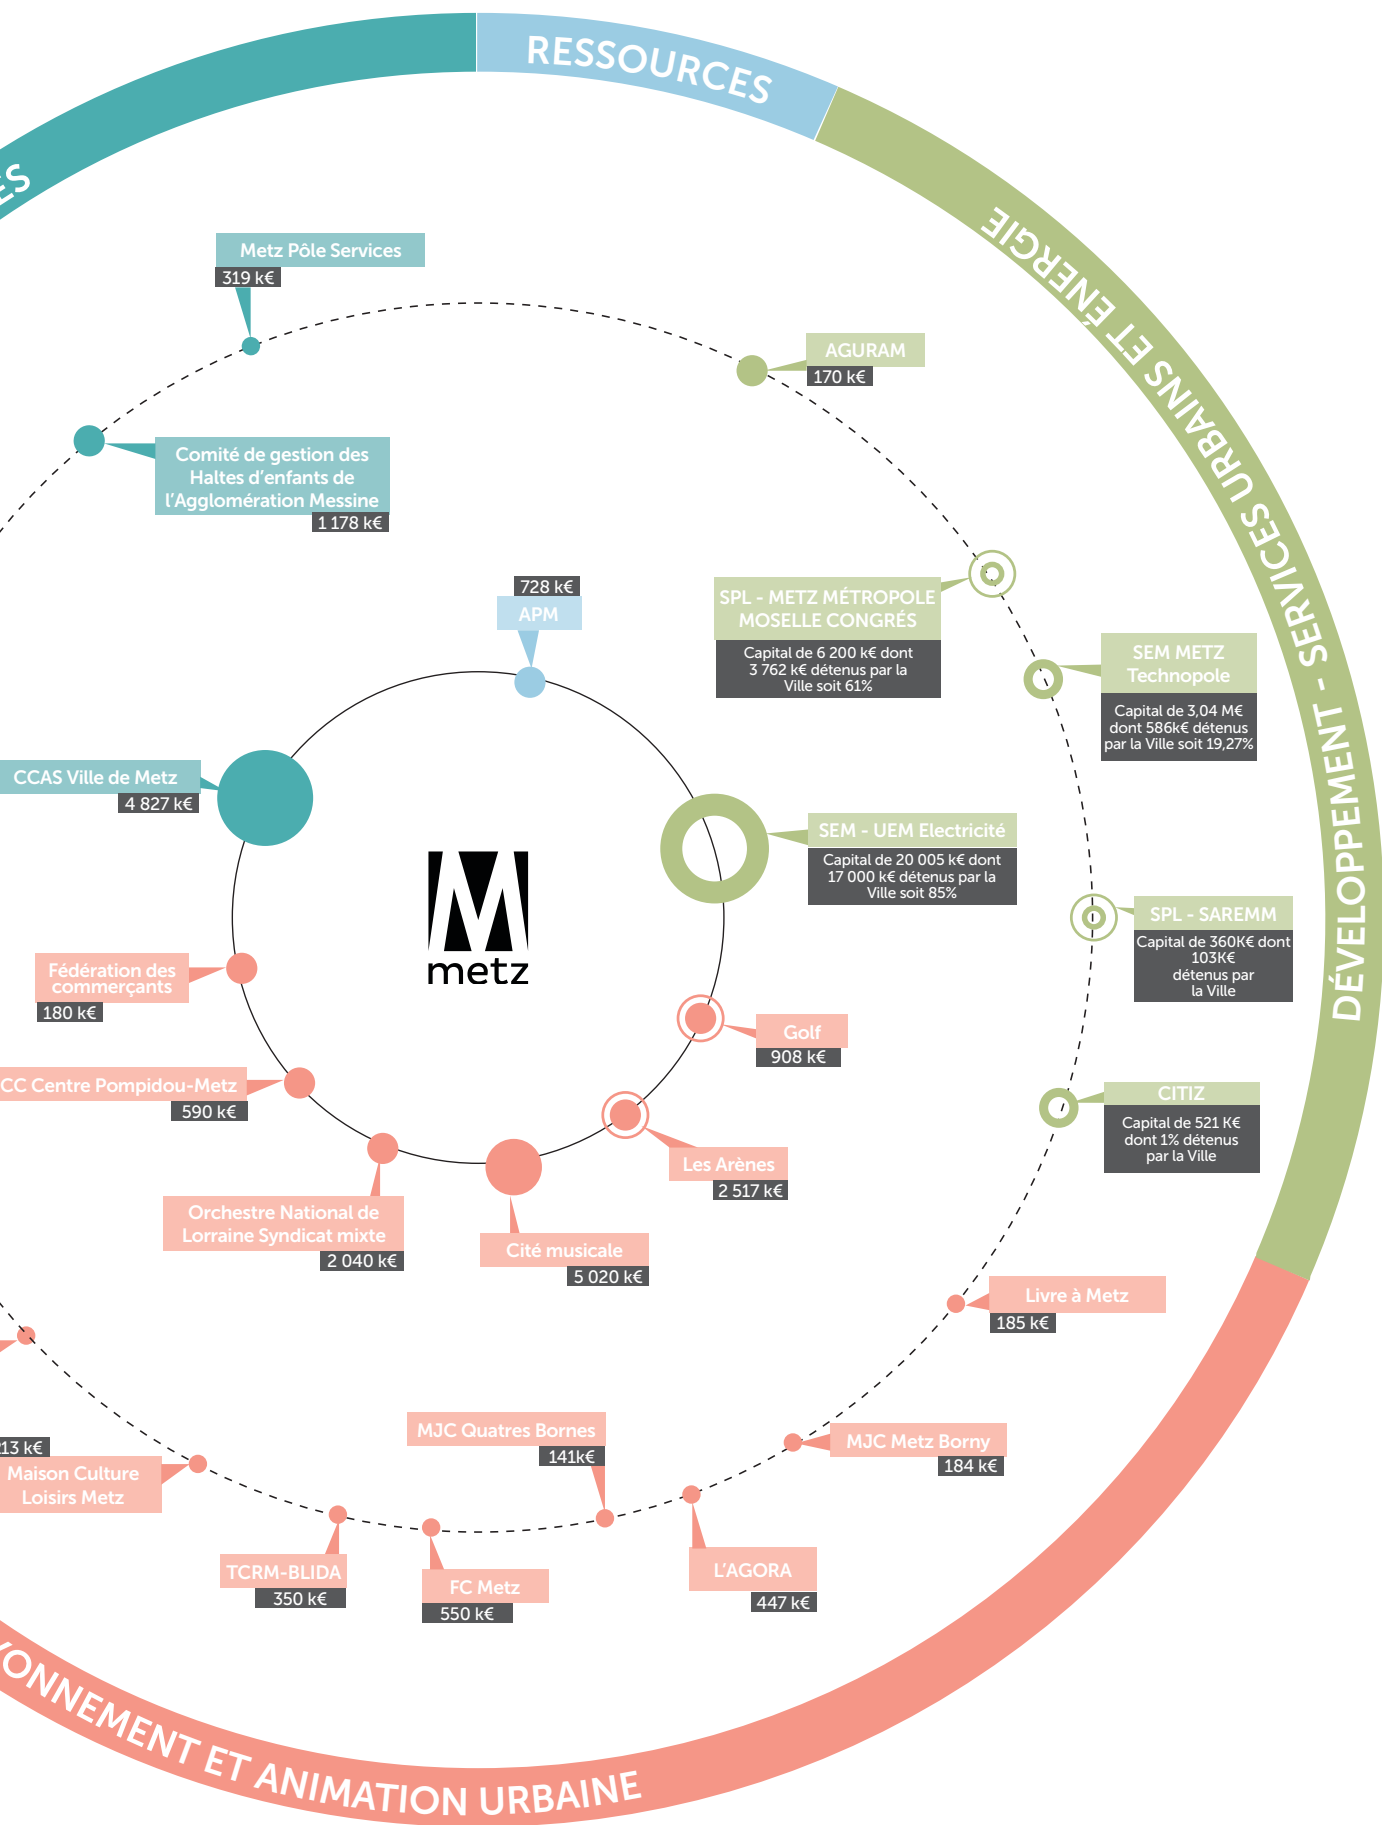 RESSOURCES
ES
DÉVELOPPEMENT - SERVICES URBAINS ET ÉNERGIE
Metz Pôle Services
319 k€
AGURAM
170 k€
Comité de gestion des
Haltes d'enfants de
l'Agglomération Messine
1 178 k€
728 k€
APM
SPL - METZ MÉTROPOLE
MOSELLE CONGRÉS
Capital de 6 200 k€ dont
3 762 k€ détenus par la
Ville soit 61%
SEM METZ
Technopole
Capital de 3,04 M€
dont 586k€ détenus
par la Ville soit 19,27%
CCAS Ville de Metz
4 827 k€
SEM - UEM Electricité
Capital de 20 005 k€ dont
17 000 k€ détenus par la
Ville soit 85%
metz
SPL - SAREMM
Capital de 360K€ dont
103K€
détenus par
la Ville
Fédération des
commerçants
180 k€
Golf
908 k€
CC Centre Pompidou-Metz
590 k€
CITIZ
Capital de 521 K€
dont 1% détenus
par la Ville
Les Arènes
2 517 k€
Orchestre National de
Lorraine Syndicat mixte
2 040 k€
Cité musicale
5 020 k€
Livre à Metz
185 k€
MJC Quatres Bornes
141k€
MJC Metz Borny
184 k€
13 k€
Maison Culture
Loisirs Metz
TCRM-BLIDA
350 k€
FC Metz
550 k€
L'AGORA
447 k€
YONNEMENT ET ANIMATION URBAINE